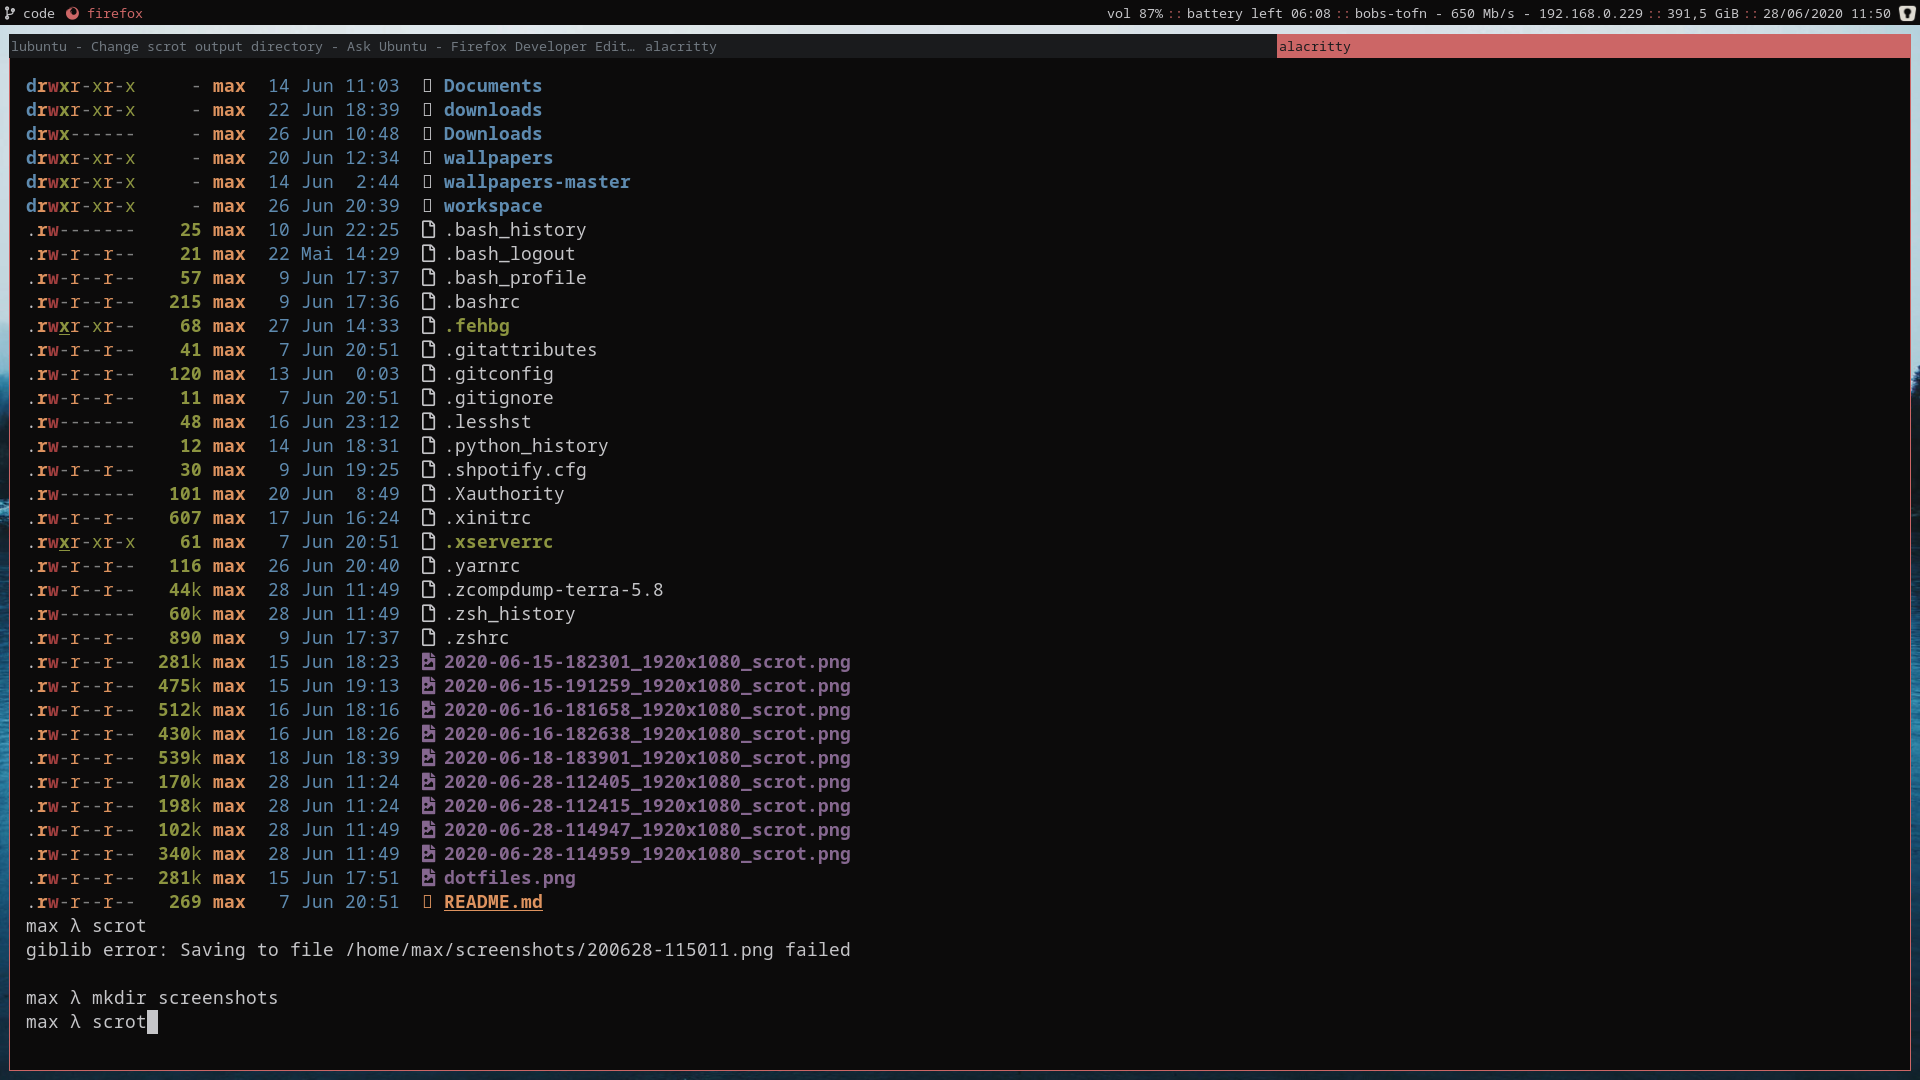 code firefox vol 87% :: battery left 06:08 :: bobs-tofn - 650 Mb/s - 192.168.0.229 :: 391,5 GiB :: 28/06/2020 11:50
lubuntu - Change scrot output directory - Ask Ubuntu - Firefox Developer Edit… alacritty alacritty
drwxr-xr-x - max 14 Jun 11:03 Documents
drwxr-xr-x - max 22 Jun 18:39 downloads
drwx------ - max 26 Jun 10:48 Downloads
drwxr-xr-x - max 20 Jun 12:34 wallpapers
drwxr-xr-x - max 14 Jun 2:44 wallpapers-master
drwxr-xr-x - max 26 Jun 20:39 workspace
.rw------- 25 max 10 Jun 22:25 .bash_history
.rw-r--r-- 21 max 22 Mai 14:29 .bash_logout
.rw-r--r-- 57 max 9 Jun 17:37 .bash_profile
.rw-r--r-- 215 max 9 Jun 17:36 .bashrc
.rwxr-xr-- 68 max 27 Jun 14:33 .fehbg
.rw-r--r-- 41 max 7 Jun 20:51 .gitattributes
.rw-r--r-- 120 max 13 Jun 0:03 .gitconfig
.rw-r--r-- 11 max 7 Jun 20:51 .gitignore
.rw------- 48 max 16 Jun 23:12 .lesshst
.rw------- 12 max 14 Jun 18:31 .python_history
.rw-r--r-- 30 max 9 Jun 19:25 .shpotify.cfg
.rw------- 101 max 20 Jun 8:49 .Xauthority
.rw-r--r-- 607 max 17 Jun 16:24 .xinitrc
.rwxr-xr-x 61 max 7 Jun 20:51 .xserverrc
.rw-r--r-- 116 max 26 Jun 20:40 .yarnrc
.rw-r--r-- 44k max 28 Jun 11:49 .zcompdump-terra-5.8
.rw------- 60k max 28 Jun 11:49 .zsh_history
.rw-r--r-- 890 max 9 Jun 17:37 .zshrc
.rw-r--r-- 281k max 15 Jun 18:23 2020-06-15-182301_1920x1080_scrot.png
.rw-r--r-- 475k max 15 Jun 19:13 2020-06-15-191259_1920x1080_scrot.png
.rw-r--r-- 512k max 16 Jun 18:16 2020-06-16-181658_1920x1080_scrot.png
.rw-r--r-- 430k max 16 Jun 18:26 2020-06-16-182638_1920x1080_scrot.png
.rw-r--r-- 539k max 18 Jun 18:39 2020-06-18-183901_1920x1080_scrot.png
.rw-r--r-- 170k max 28 Jun 11:24 2020-06-28-112405_1920x1080_scrot.png
.rw-r--r-- 198k max 28 Jun 11:24 2020-06-28-112415_1920x1080_scrot.png
.rw-r--r-- 102k max 28 Jun 11:49 2020-06-28-114947_1920x1080_scrot.png
.rw-r--r-- 340k max 28 Jun 11:49 2020-06-28-114959_1920x1080_scrot.png
.rw-r--r-- 281k max 15 Jun 17:51 dotfiles.png
.rw-r--r-- 269 max 7 Jun 20:51 README.md
max λ scrot
giblib error: Saving to file /home/max/screenshots/200628-115011.png failed
max λ mkdir screenshots
max λ scrot